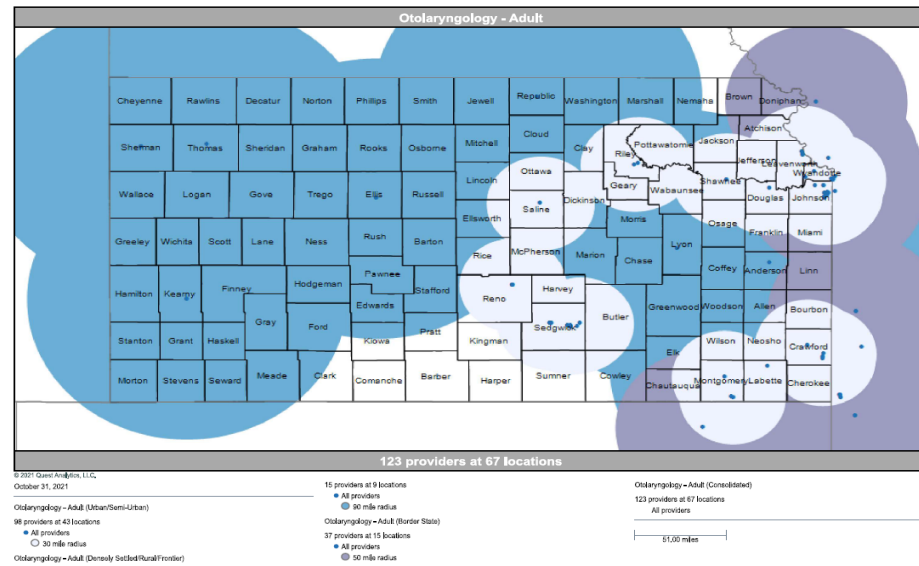 Otolaryngology - Adult
Cheyenne Rawlins Decatur Norton Phillips Smith Jewell Republic Washington Marshall Nemaha Brown Doniphan
Sherman Thomas Sheridan Graham Rooks Osborne Mitchell Cloud Clay Riley Pottawatomie Jackson Atchison
Jefferson Leavenworth Wyandotte
Wallace Logan Gove Trego Ellis Russell Lincoln Ottawa Geary Wabaunsee Shawnee Douglas Johnson
Saline Dickinson Morris Osage Franklin Miami
Greeley Wichita Scott Lane Ness Rush Barton Ellsworth Rice McPherson Marion Chase Lyon Coffey Anderson Linn
Hamilton Kearny Finney Hodgeman Pawnee Stafford Reno Harvey
Edwards Greenwood Woodson Allen Bourbon
Stanton Grant Haskell Gray Ford Kiowa Pratt Kingman Sedgwick Butler Elk Wilson Neosho Crawford
Morton Stevens Seward Meade Clark Comanche Barber Harper Sumner Cowley Chautauqua Montgomery Labette Cherokee
123 providers at 67 locations
© 2021 Quest Analytics, LLC.
October 31, 2021
Otolaryngology - Adult (Urban/Semi-Urban)
98 providers at 43 locations
All providers
30 mile radius
Otolaryngology - Adult (Densely Settled/Rural/Frontier)
15 providers at 9 locations
All providers
90 mile radius
Otolaryngology - Adult (Border State)
37 providers at 15 locations
All providers
50 mile radius
Otolaryngology - Adult (Consolidated)
123 providers at 67 locations
All providers
51.00 miles